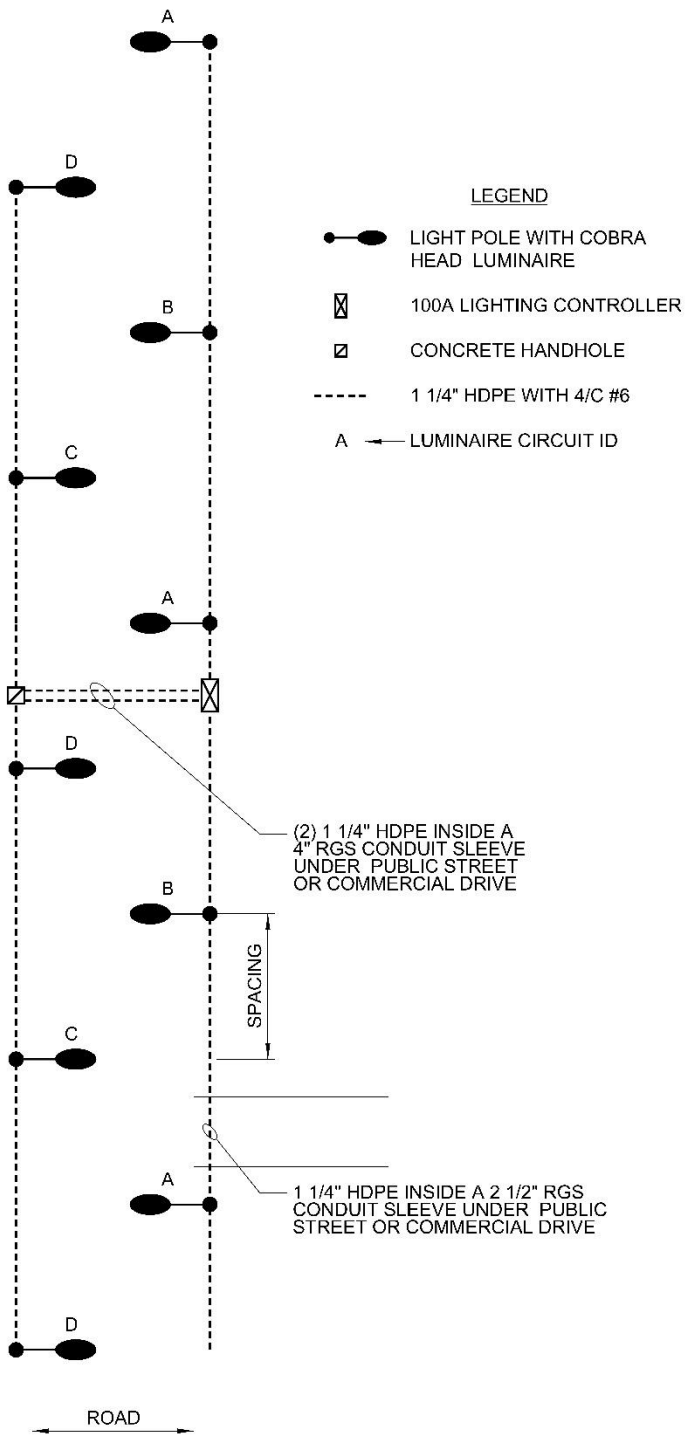 A
D
LEGEND
LIGHT POLE WITH COBRA
HEAD LUMINAIRE
B
100A LIGHTING CONTROLLER
CONCRETE HANDHOLE
1 1/4" HDPE WITH 4/C #6
A
LUMINAIRE CIRCUIT ID
C
A
D
(2) 1 1/4" HDPE INSIDE A
4" RGS CONDUIT SLEEVE
UNDER PUBLIC STREET
OR COMMERCIAL DRIVE
B
SPACING
C
A
1 1/4" HDPE INSIDE A 2 1/2" RGS
CONDUIT SLEEVE UNDER PUBLIC
STREET OR COMMERCIAL DRIVE
D
ROAD